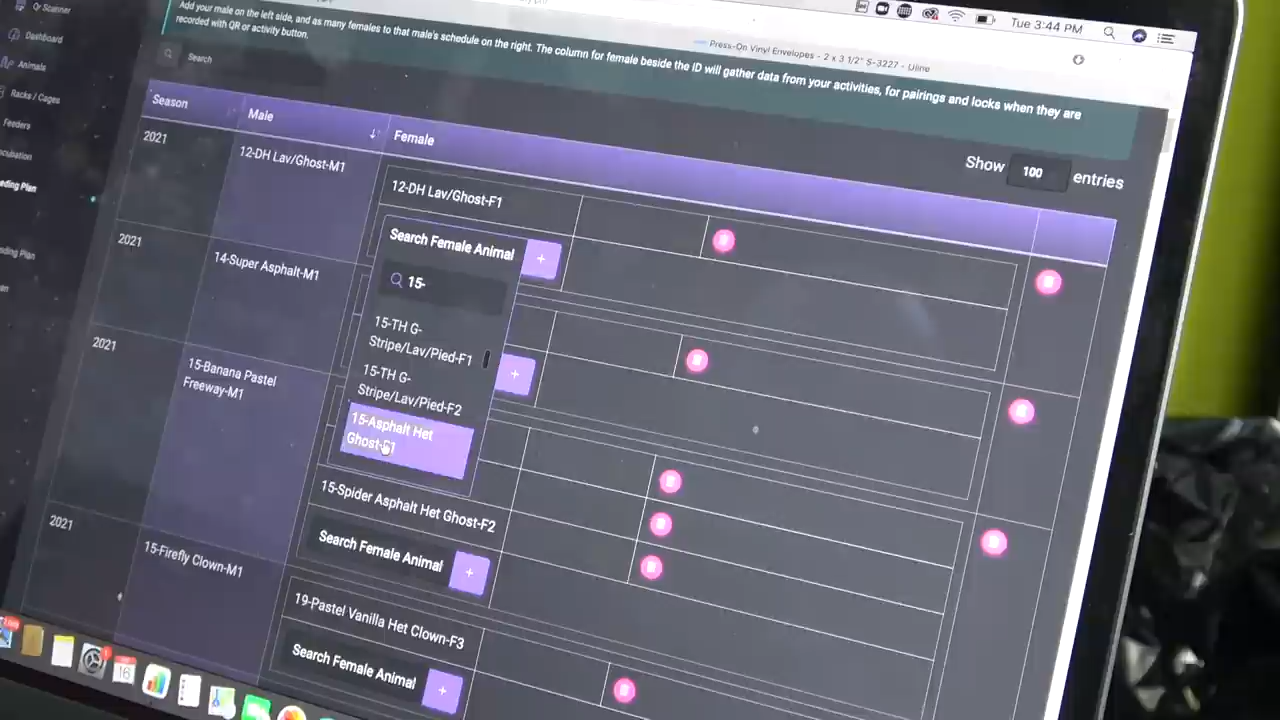 Tue 3:44 PM
Qr Scanner
Dashboard
Animals
Racks / Cages
Feeders
Press-On Vinyl Envelopes - 2 x 3 1/2" S-3227 - Uline
Add your male on the left side, and as many females to that male's schedule on the right. The column for female beside the ID will gather data from your activities, for pairings and locks when they are
recorded with QR or activity button.
Search
Show 100 entries
Season Male Female
2021 12-DH Lav/Ghost-M1 12-DH Lav/Ghost-F1
Search Female Animal +
15-
15-TH G-
Stripe/Lav/Pied-F1
15-TH G-
Stripe/Lav/Pied-F2
15-Asphalt Het
2021 14-Super Asphalt-M1
+
2021 15-Banana Pastel
Freeway-M1
15-Spider Asphalt Het Ghost-F2
Search Female Animal +
2021 15-Firefly Clown-M1
19-Pastel Vanilla Het Clown-F3
Search Female Animal +
16